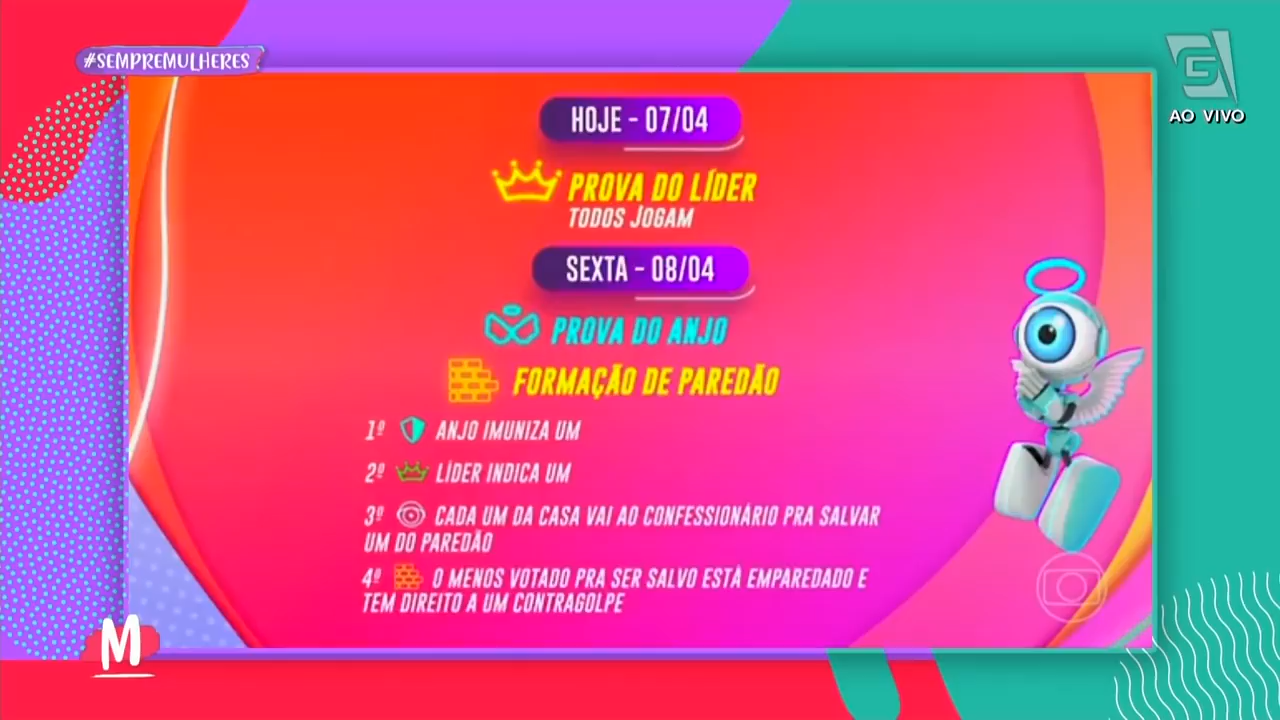 #SEMPREMULHERES
G
AO VIVO
HOJE - 07/04
PROVA DO LÍDER
TODOS JOGAM
SEXTA - 08/04
PROVA DO ANJO
FORMAÇÃO DE PAREDÃO
1º ANJO IMUNIZA UM
2º LÍDER INDICA UM
3º CADA UM DA CASA VAI AO CONFESSIONÁRIO PRA SALVAR
UM DO PAREDÃO
4º O MENOS VOTADO PRA SER SALVO ESTÁ EMPAREDADO E
TEM DIREITO A UM CONTRAGOLPE
M